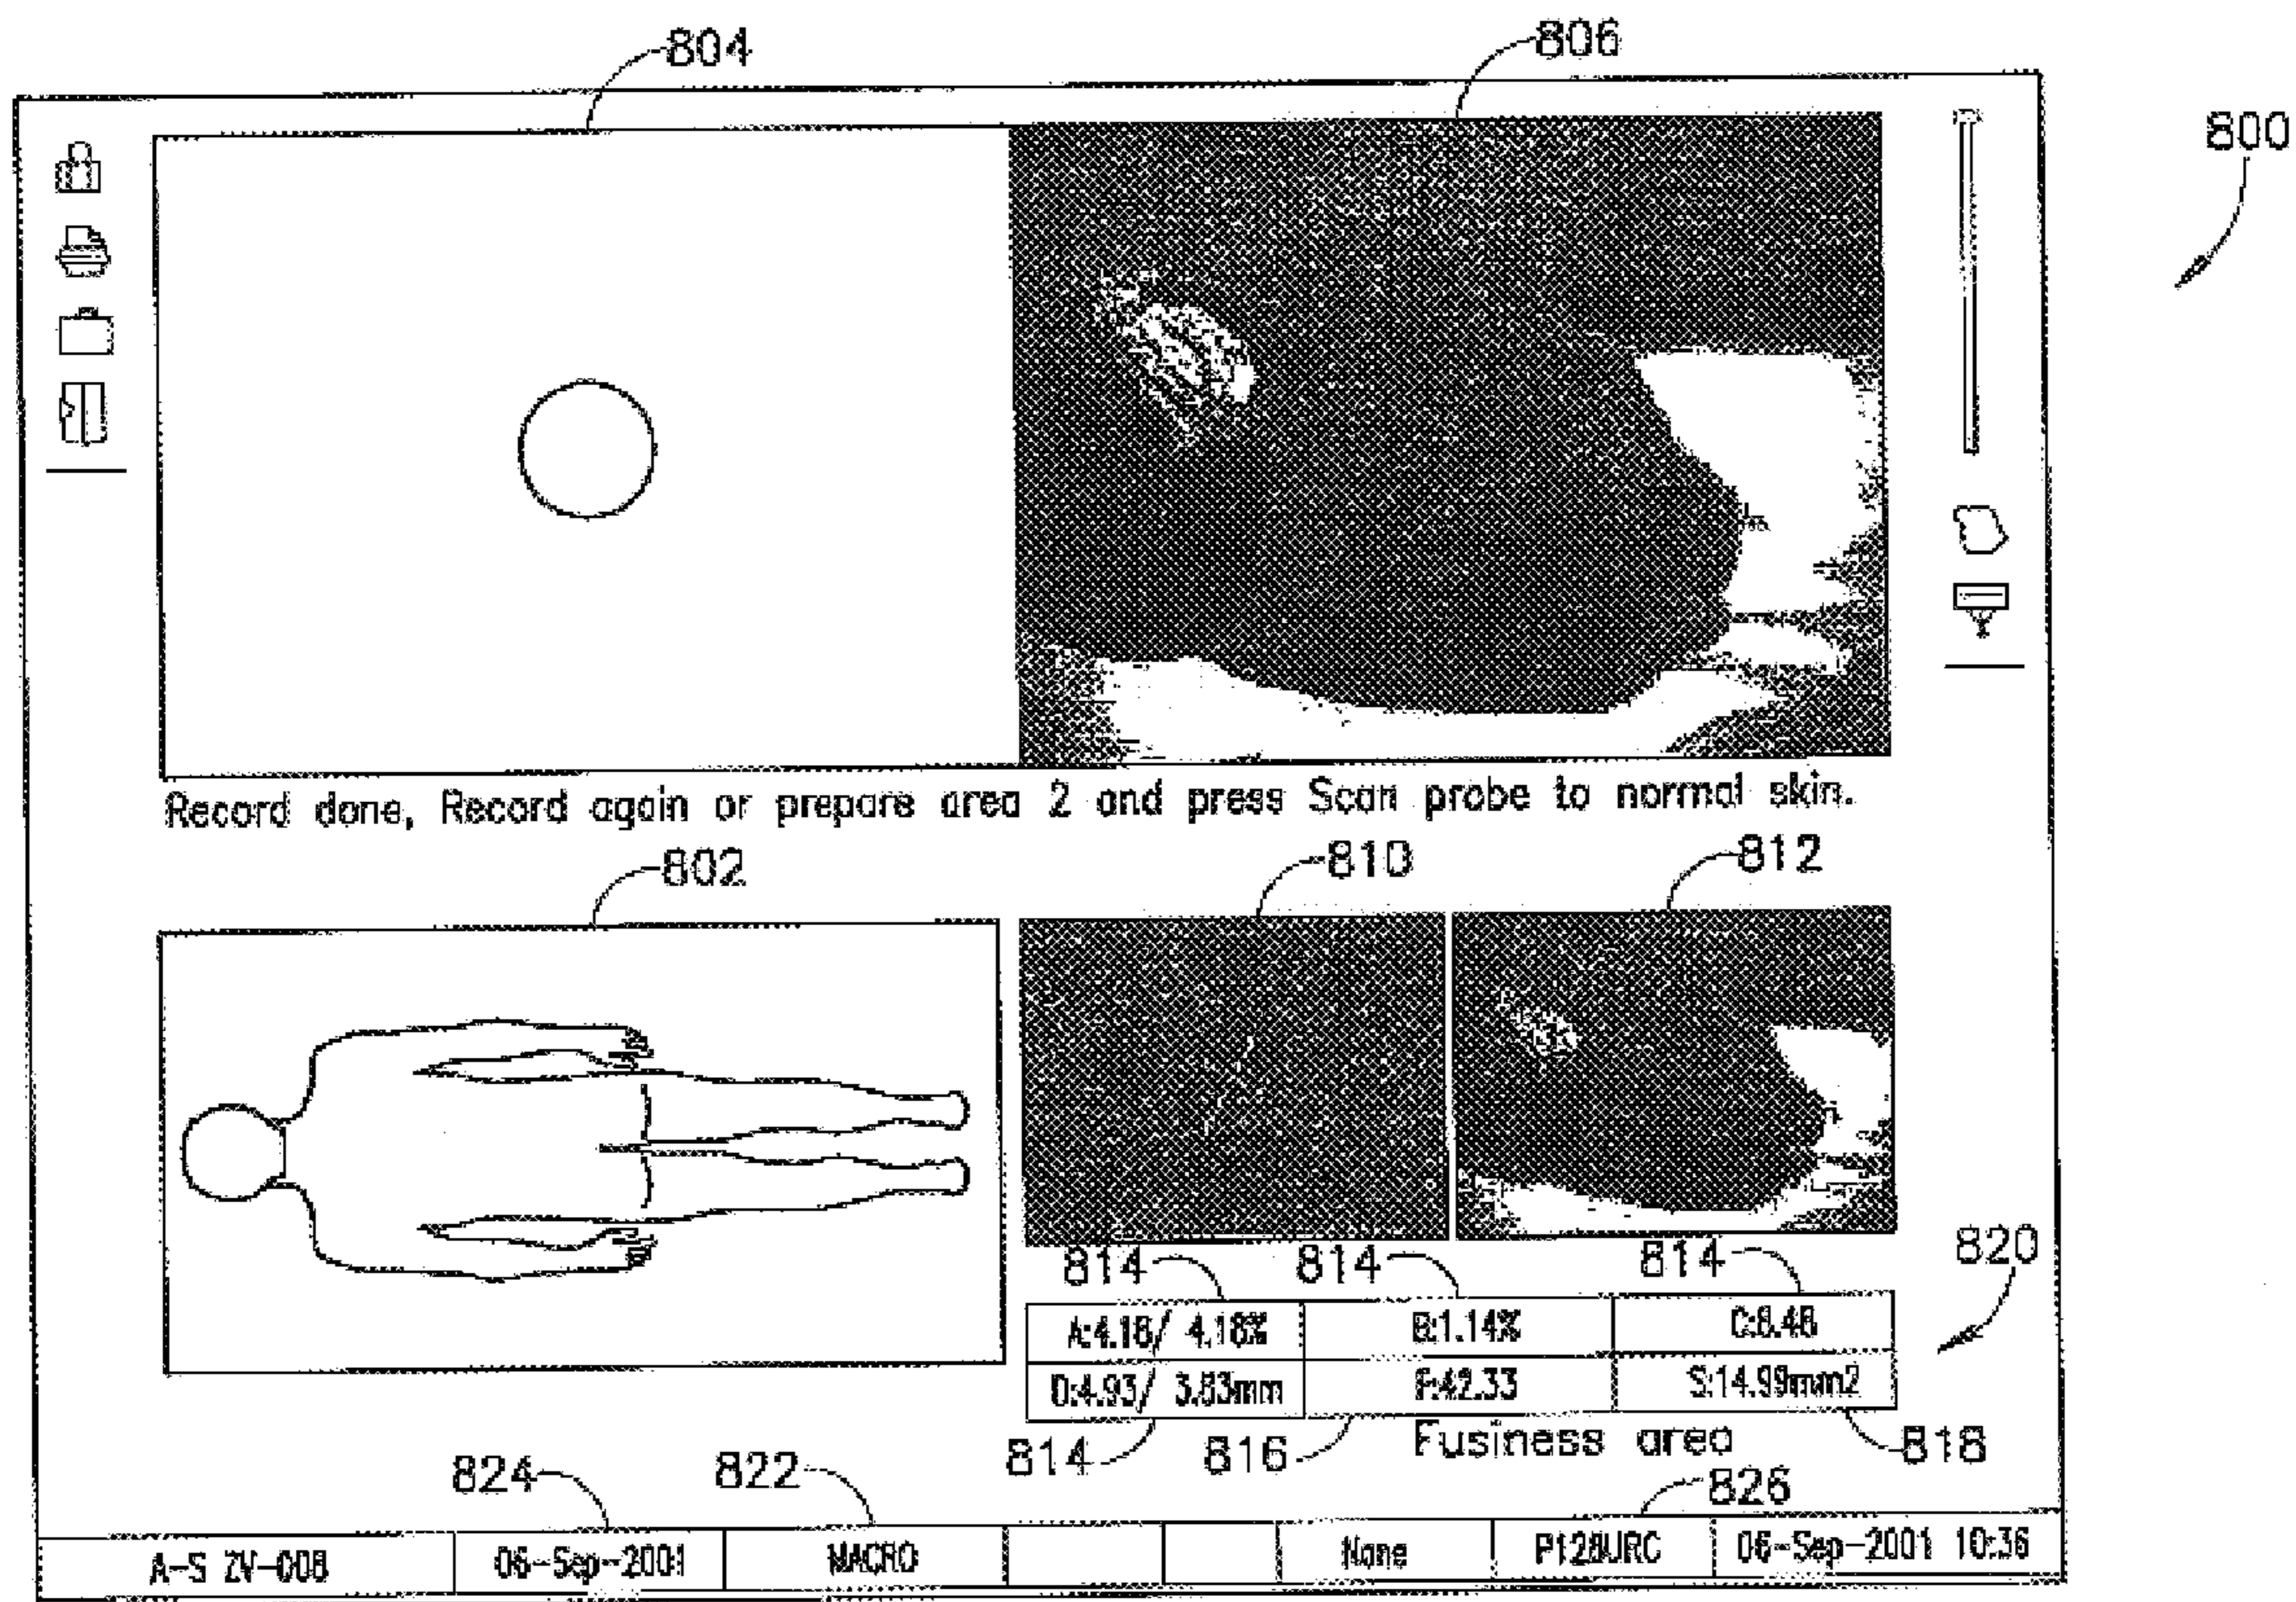 804
806
800
Record done, Record again or prepare area 2 and press Scan probe to normal skin.
802
810
812
814
814
814
820
A:4.18/ 4.18%
B:1.14%
C:8.48
D:4.93/ 3.83mm
F:42.33
S:14.99mm2
814
816
Fusiness area
818
824
822
826
A-S ZV-008
06-Sep-2001
MACRO
None
P128URC
06-Sep-2001 10:36